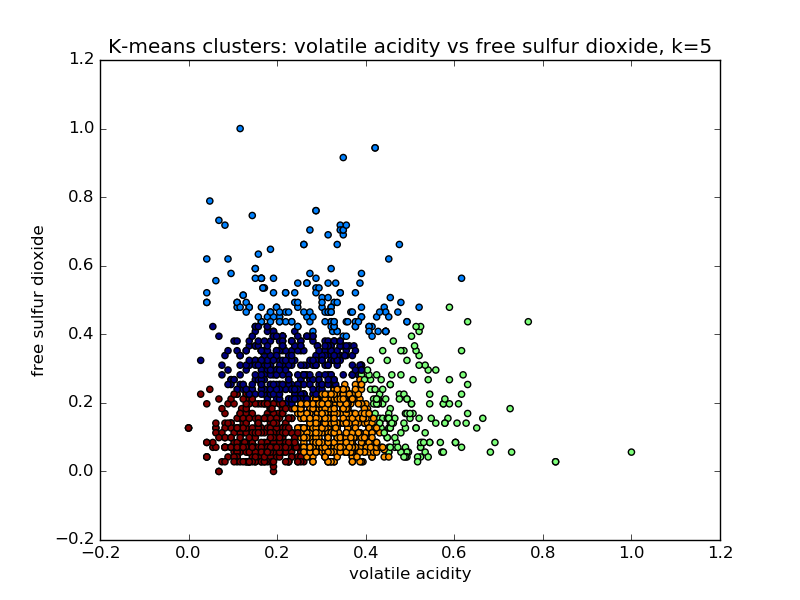 K-means clusters: volatile acidity vs free sulfur dioxide, k=5
1.2
1.0
0.8
0.6
0.4
0.2
0.0
−0.2
free sulfur dioxide
−0.2 0.0 0.2 0.4 0.6 0.8 1.0 1.2
volatile acidity